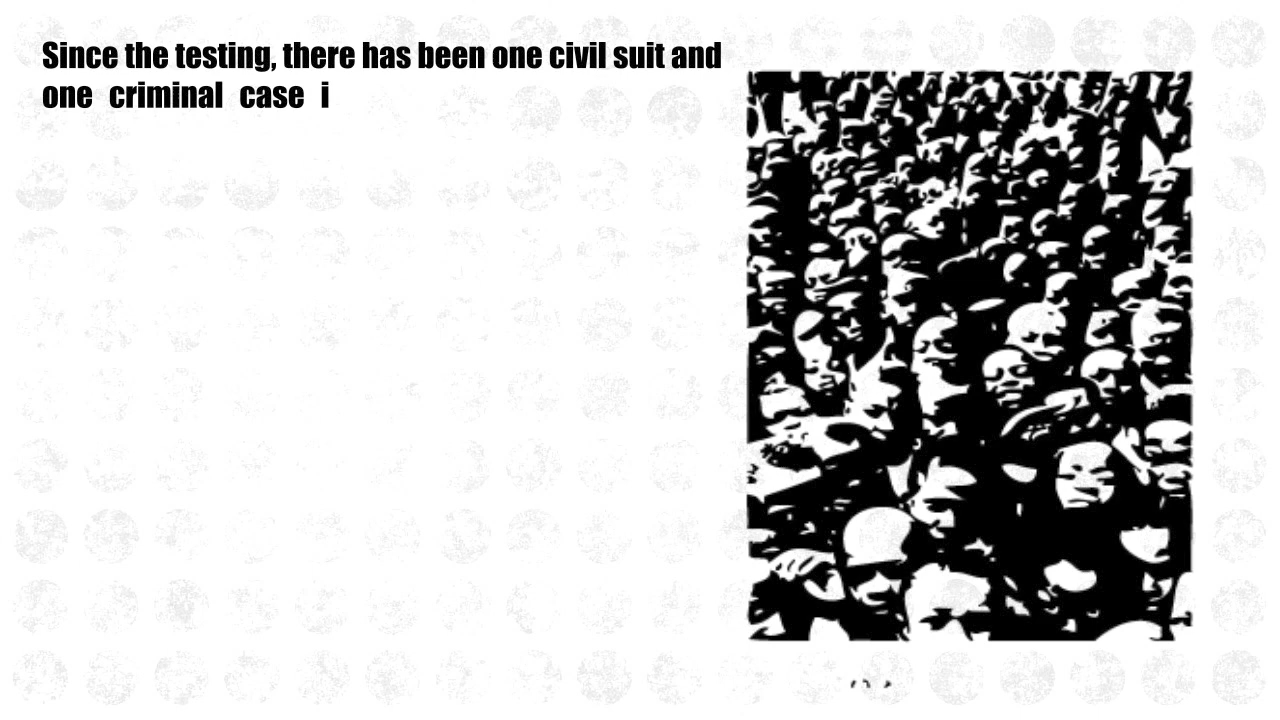 Since the testing, there has been one civil suit and
one criminal case i